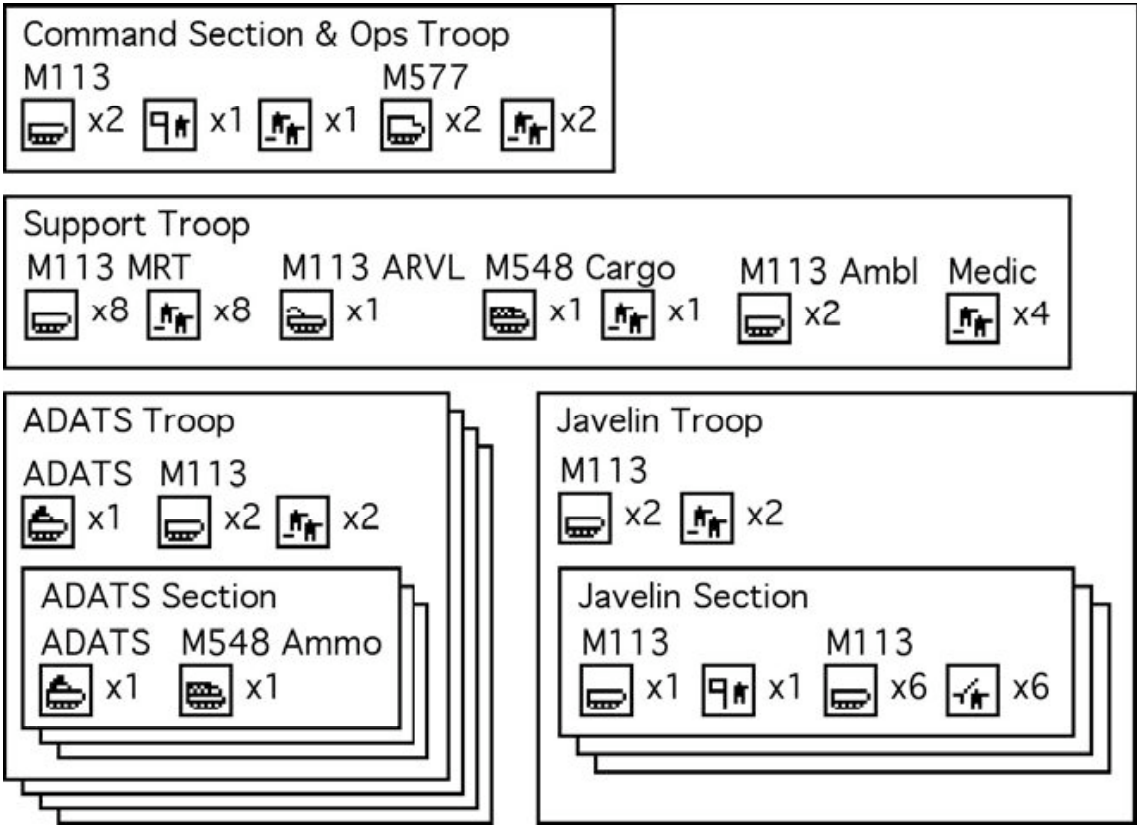 Command Section & Ops Troop
M113 M577
x2 x1 x1 x2 x2
Support Troop
M113 MRT M113 ARVL M548 Cargo M113 Ambl Medic
x8 x8 x1 x1 x1 x2 x4
ADATS Troop
ADATS M113
x1 x2 x2
ADATS Section
ADATS M548 Ammo
x1 x1
Javelin Troop
M113
x2 x2
Javelin Section
M113 M113
x1 x1 x6 x6